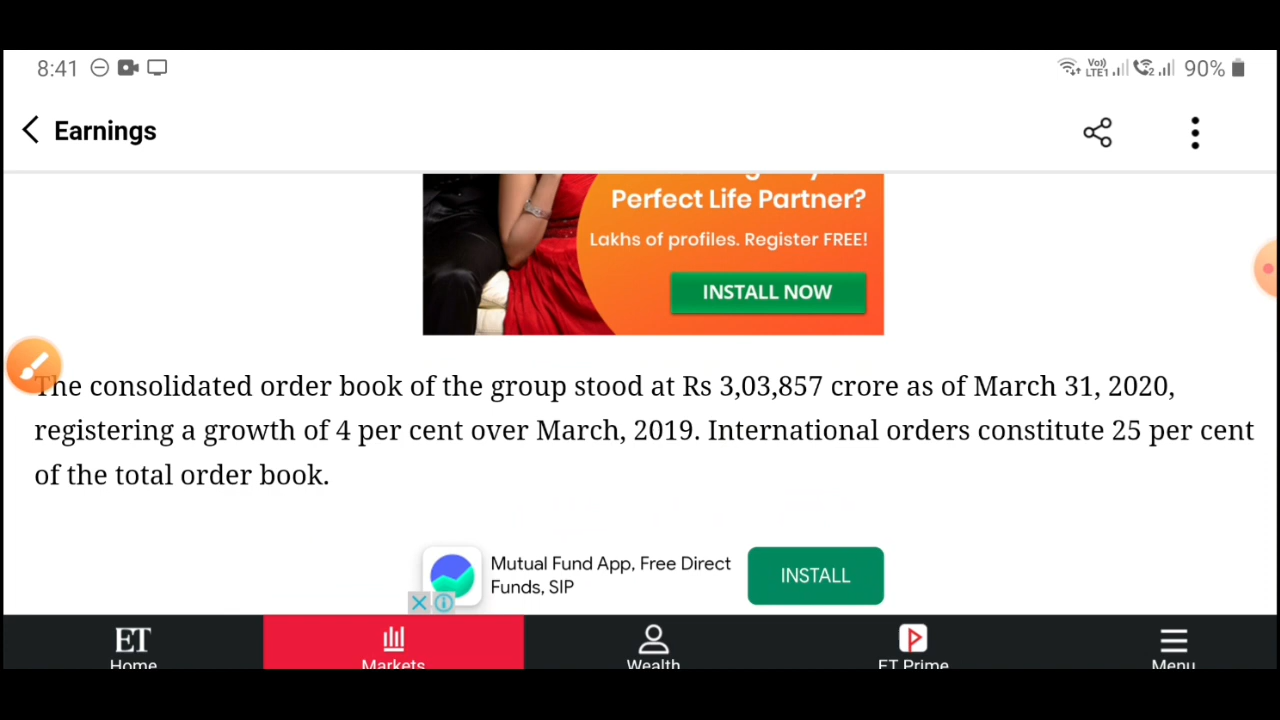 8:41 Vo)) LTE1 2 90%
Earnings
Perfect Life Partner?
Lakhs of profiles. Register FREE!
INSTALL NOW
The consolidated order book of the group stood at Rs 3,03,857 crore as of March 31, 2020,
registering a growth of 4 per cent over March, 2019. International orders constitute 25 per cent
of the total order book.
Mutual Fund App, Free Direct
Funds, SIP
INSTALL
ET
Home Markets Wealth ET Prime Menu